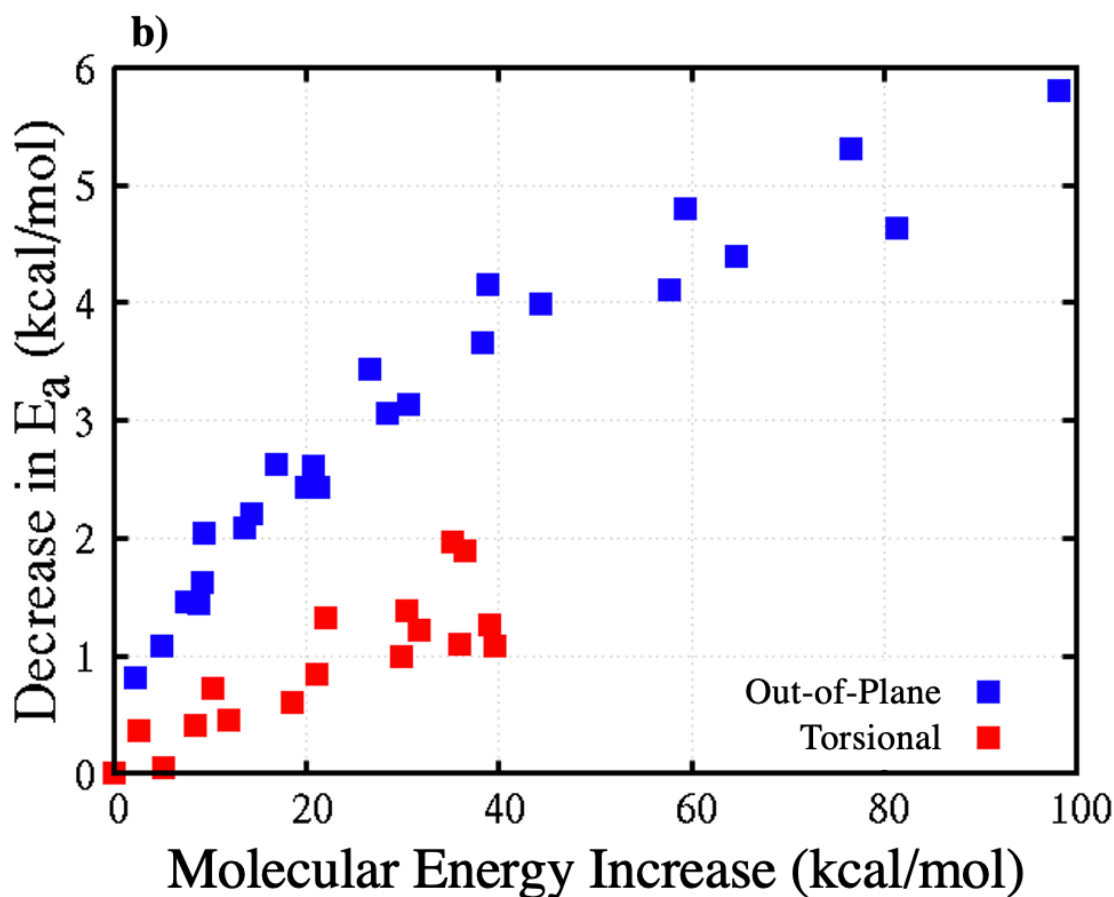 b)
6
5
4
3
2
1
0
Decrease in Ea (kcal/mol)
Out-of-Plane
Torsional
0 20 40 60 80 100
Molecular Energy Increase (kcal/mol)